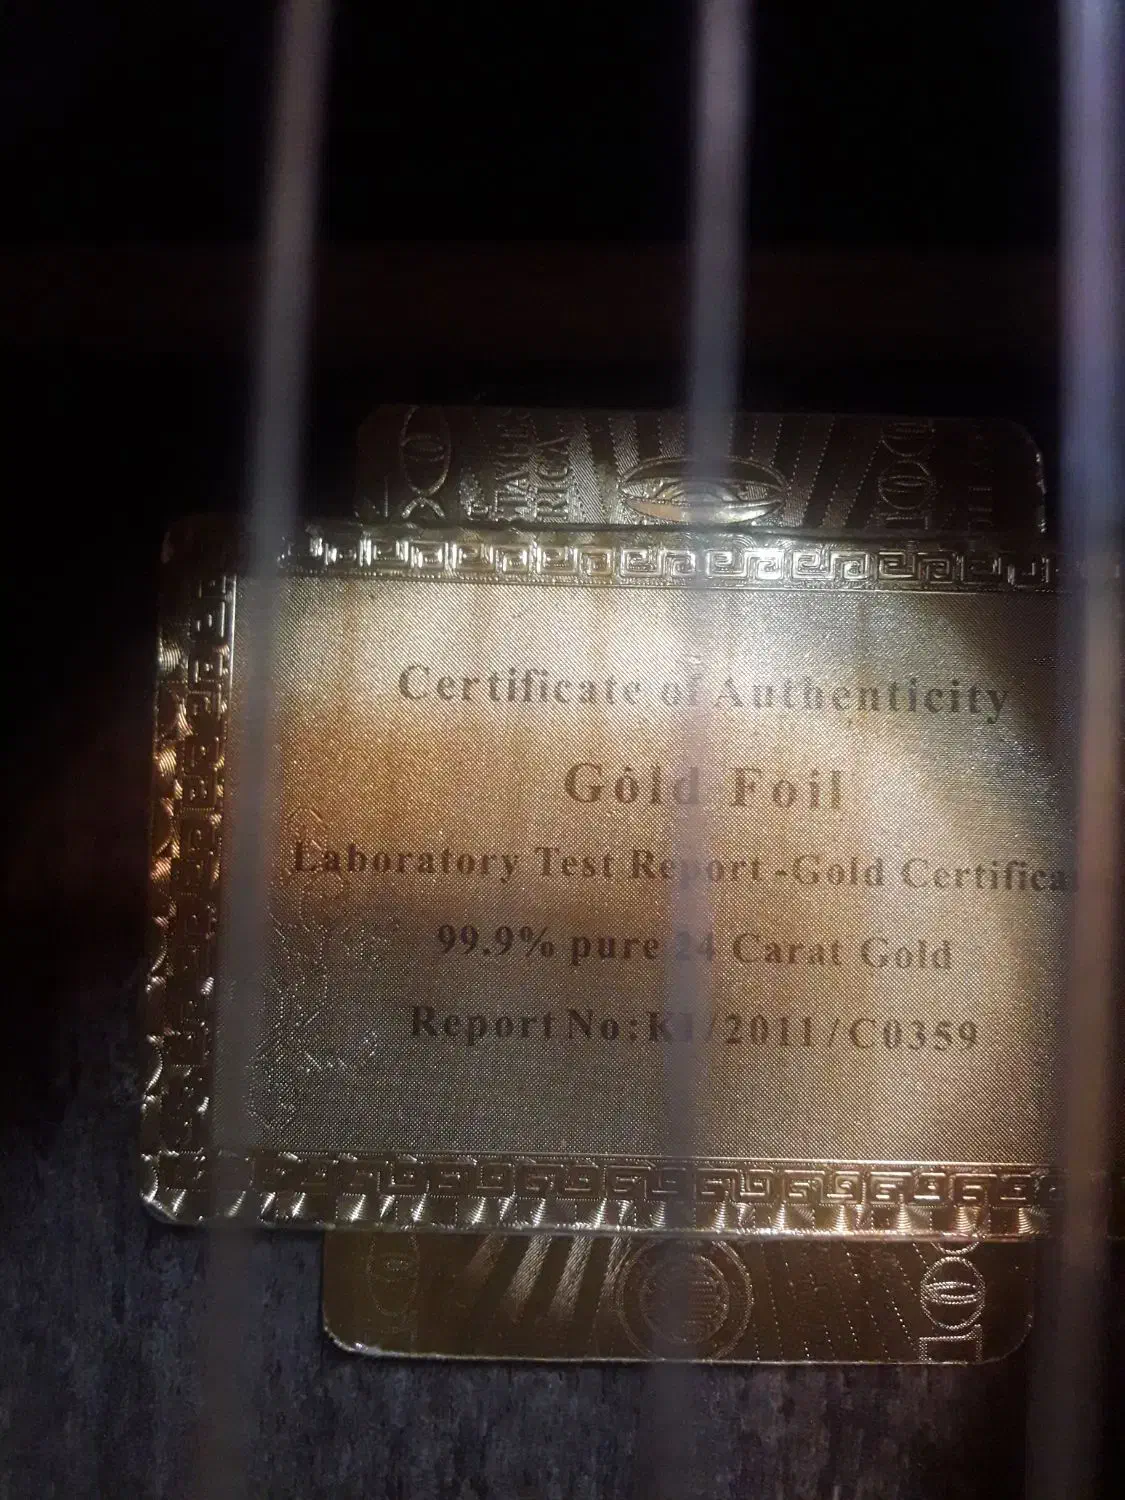 Certificate of Authenticity
Gold Foil
Laboratory Test Report -Gold
99.9% pure 24 Carat Gold
Report No:K1/2011/C0359